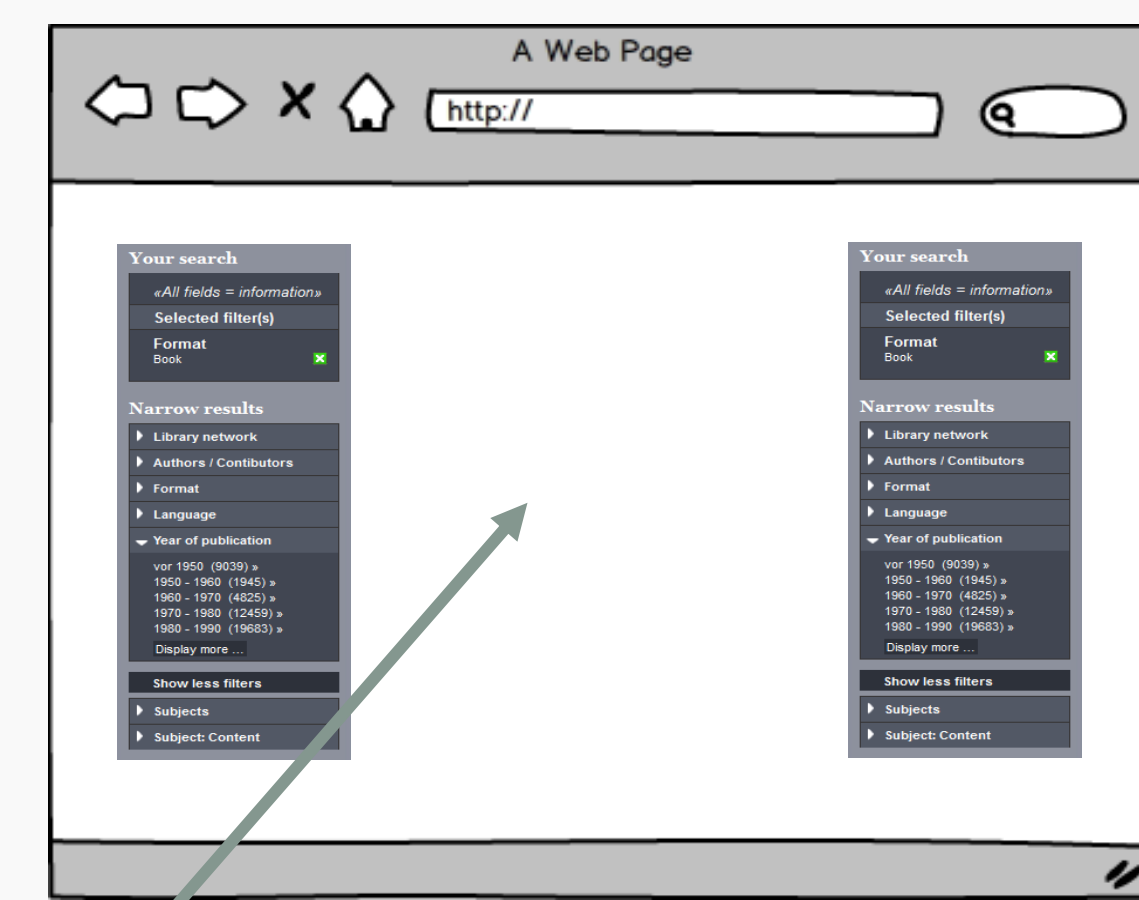 A Web Page
http://
Your search
«All fields = information»
Selected filter(s)
Format
Book
Narrow results
Library network
Authors / Contibutors
Format
Language
Year of publication
vor 1950 (9039) »
1950 - 1960 (1945) »
1960 - 1970 (4825) »
1970 - 1980 (12459) »
1980 - 1990 (19683) »
Display more ...
Show less filters
Subjects
Subject: Content
Your search
«All fields = information»
Selected filter(s)
Format
Book
Narrow results
Library network
Authors / Contibutors
Format
Language
Year of publication
vor 1950 (9039) »
1950 - 1960 (1945) »
1960 - 1970 (4825) »
1970 - 1980 (12459) »
1980 - 1990 (19683) »
Display more ...
Show less filters
Subjects
Subject: Content